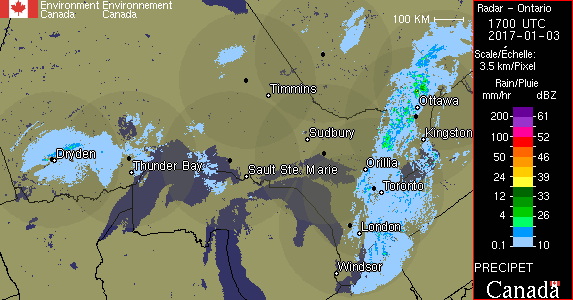 Environment Environnement
Canada Canada
100 KM
Timmins
Ottawa
Sudbury
Kingston
Dryden
Thunder Bay
Sault Ste. Marie
Orillia
Toronto
London
Windsor
Radar - Ontario
1700 UTC
2017-01-03
Scale/Échelle:
3.5 km/Pixel
Rain/Pluie
mm/hr dBZ
200 61
100 52
50 46
24 39
12 33
4 26
0.1 10
PRECIPET
Canada